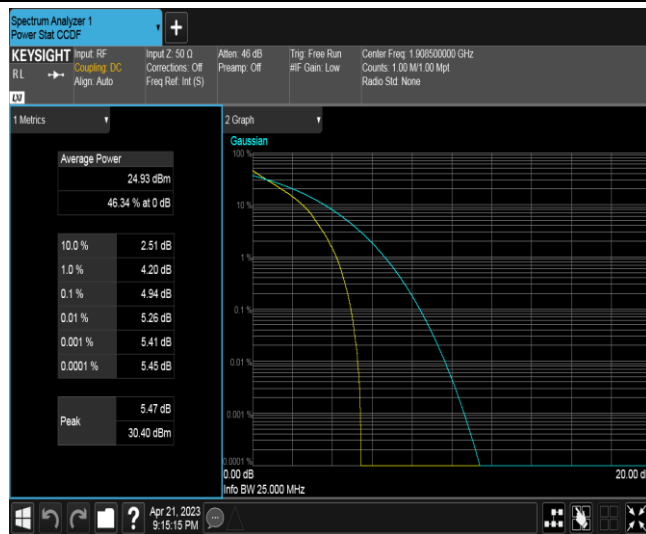 Spectrum Analyzer 1
Power Stat CCDF
+
KEYSIGHT
RL
LXI
Input: RF
Coupling: DC
Align: Auto
Input Z: 50 Ω
Corrections: Off
Freq Ref: Int (S)
Atten: 46 dB
Preamp: Off
Trig: Free Run
#IF Gain: Low
Center Freq: 1.908500000 GHz
Counts: 1.00 M/1.00 Mpt
Radio Std: None
1 Metrics
Average Power
24.93 dBm
46.34 % at 0 dB
10.0 % 2.51 dB
1.0 % 4.20 dB
0.1 % 4.94 dB
0.01 % 5.26 dB
0.001 % 5.41 dB
0.0001 % 5.45 dB
Peak
5.47 dB
30.40 dBm
2 Graph
Gaussian
100 %
10 %
1 %
0.1 %
0.01 %
0.001 %
0.0001 %
0.00 dB
20.00 d
Info BW 25.000 MHz
?
Apr 21, 2023
9:15:15 PM